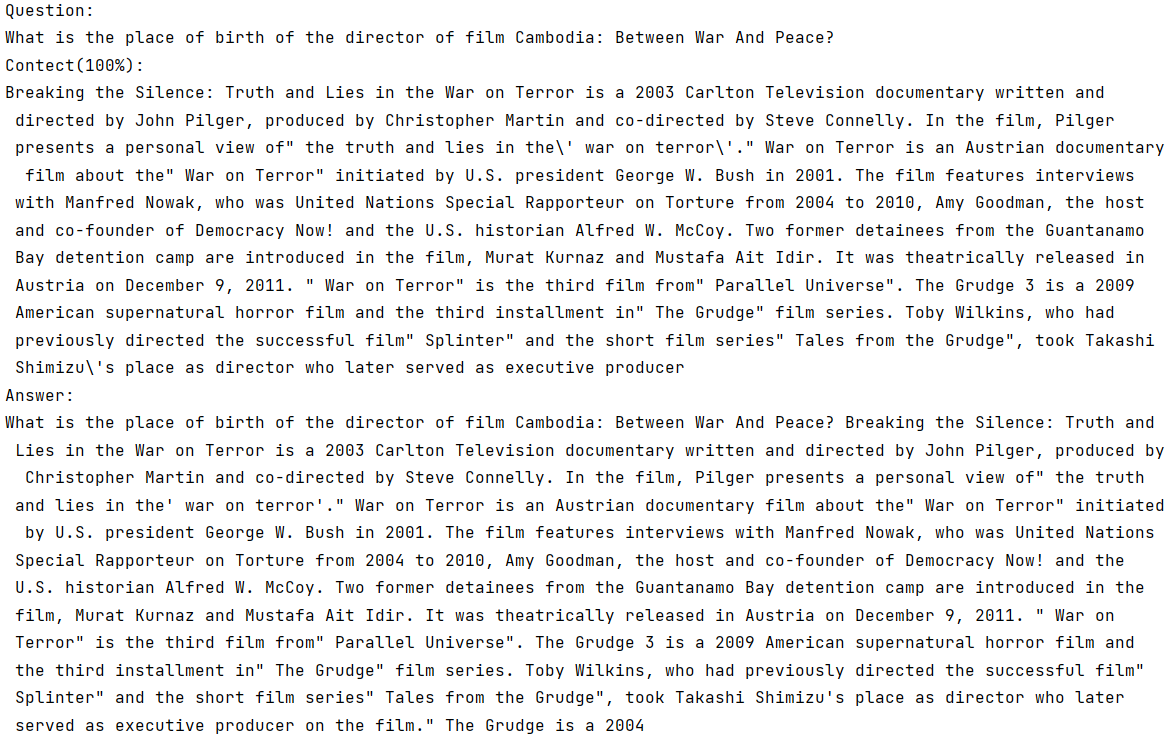 Question:
What is the place of birth of the director of film Cambodia: Between War And Peace?
Contect(100%):
Breaking the Silence: Truth and Lies in the War on Terror is a 2003 Carlton Television documentary written and
directed by John Pilger, produced by Christopher Martin and co-directed by Steve Connelly. In the film, Pilger
presents a personal view of" the truth and lies in the\' war on terror\'." War on Terror is an Austrian documentary
film about the" War on Terror" initiated by U.S. president George W. Bush in 2001. The film features interviews
with Manfred Nowak, who was United Nations Special Rapporteur on Torture from 2004 to 2010, Amy Goodman, the host
and co-founder of Democracy Now! and the U.S. historian Alfred W. McCoy. Two former detainees from the Guantanamo
Bay detention camp are introduced in the film, Murat Kurnaz and Mustafa Ait Idir. It was theatrically released in
Austria on December 9, 2011. " War on Terror" is the third film from" Parallel Universe". The Grudge 3 is a 2009
American supernatural horror film and the third installment in" The Grudge" film series. Toby Wilkins, who had
previously directed the successful film" Splinter" and the short film series" Tales from the Grudge", took Takashi
Shimizu\'s place as director who later served as executive producer
Answer:
What is the place of birth of the director of film Cambodia: Between War And Peace? Breaking the Silence: Truth and
Lies in the War on Terror is a 2003 Carlton Television documentary written and directed by John Pilger, produced by
Christopher Martin and co-directed by Steve Connelly. In the film, Pilger presents a personal view of" the truth
and lies in the' war on terror'." War on Terror is an Austrian documentary film about the" War on Terror" initiated
by U.S. president George W. Bush in 2001. The film features interviews with Manfred Nowak, who was United Nations
Special Rapporteur on Torture from 2004 to 2010, Amy Goodman, the host and co-founder of Democracy Now! and the
U.S. historian Alfred W. McCoy. Two former detainees from the Guantanamo Bay detention camp are introduced in the
film, Murat Kurnaz and Mustafa Ait Idir. It was theatrically released in Austria on December 9, 2011. " War on
Terror" is the third film from" Parallel Universe". The Grudge 3 is a 2009 American supernatural horror film and
the third installment in" The Grudge" film series. Toby Wilkins, who had previously directed the successful film"
Splinter" and the short film series" Tales from the Grudge", took Takashi Shimizu's place as director who later
served as executive producer on the film." The Grudge is a 2004